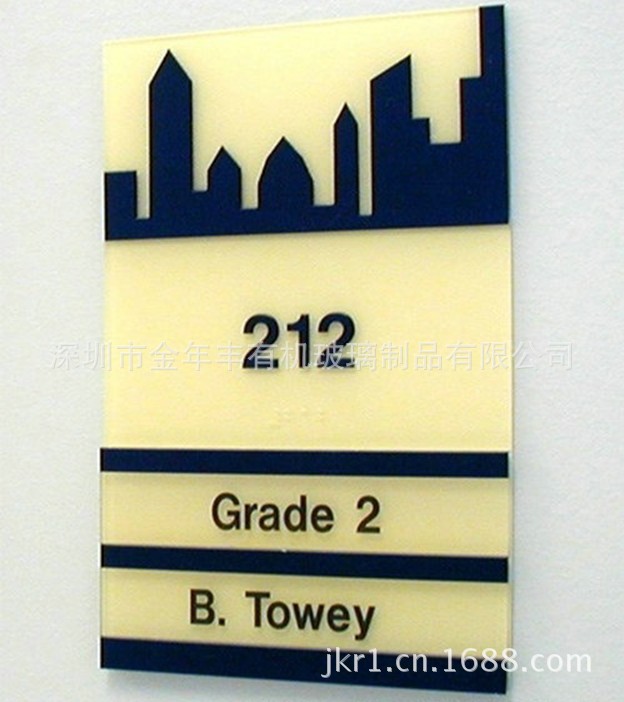 212
深圳市金年丰有机玻璃制品有限公司
Grade 2
B. Towey
jkr1.cn.1688.com